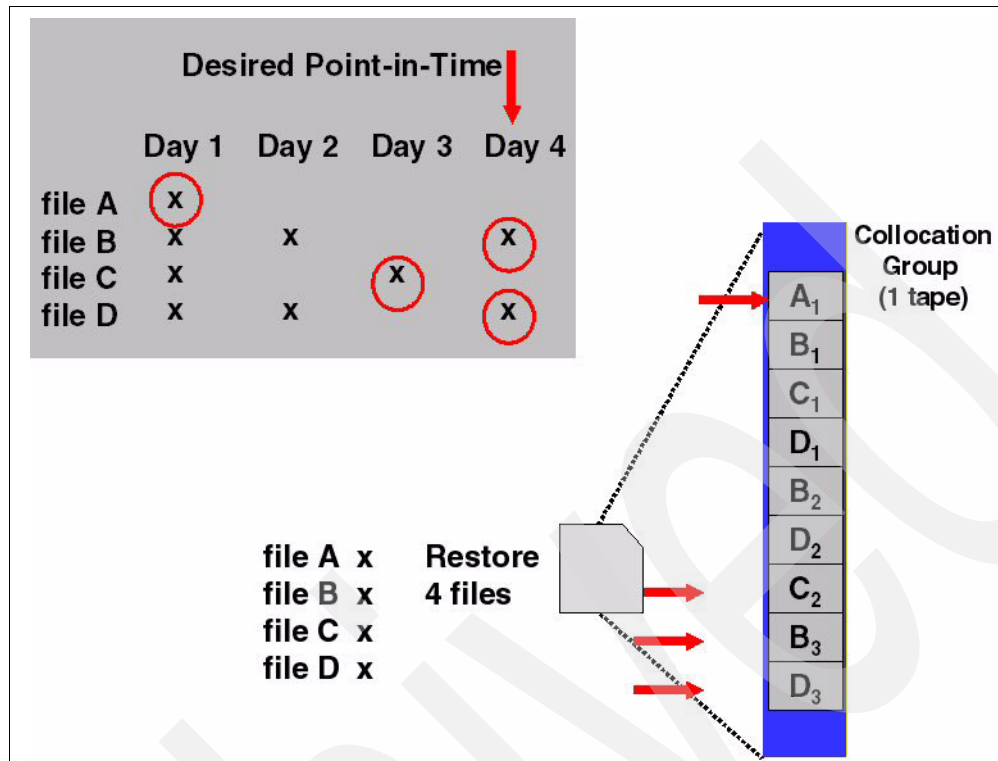 Desired Point-in-Time
Day 1 Day 2 Day 3 Day 4
file A x
file B x x x
file C x x
file D x x x
Collocation
Group
(1 tape)
A1
B1
C1
D1
B2
D2
C2
B3
D3
file A x Restore
file B x 4 files
file C x
file D x